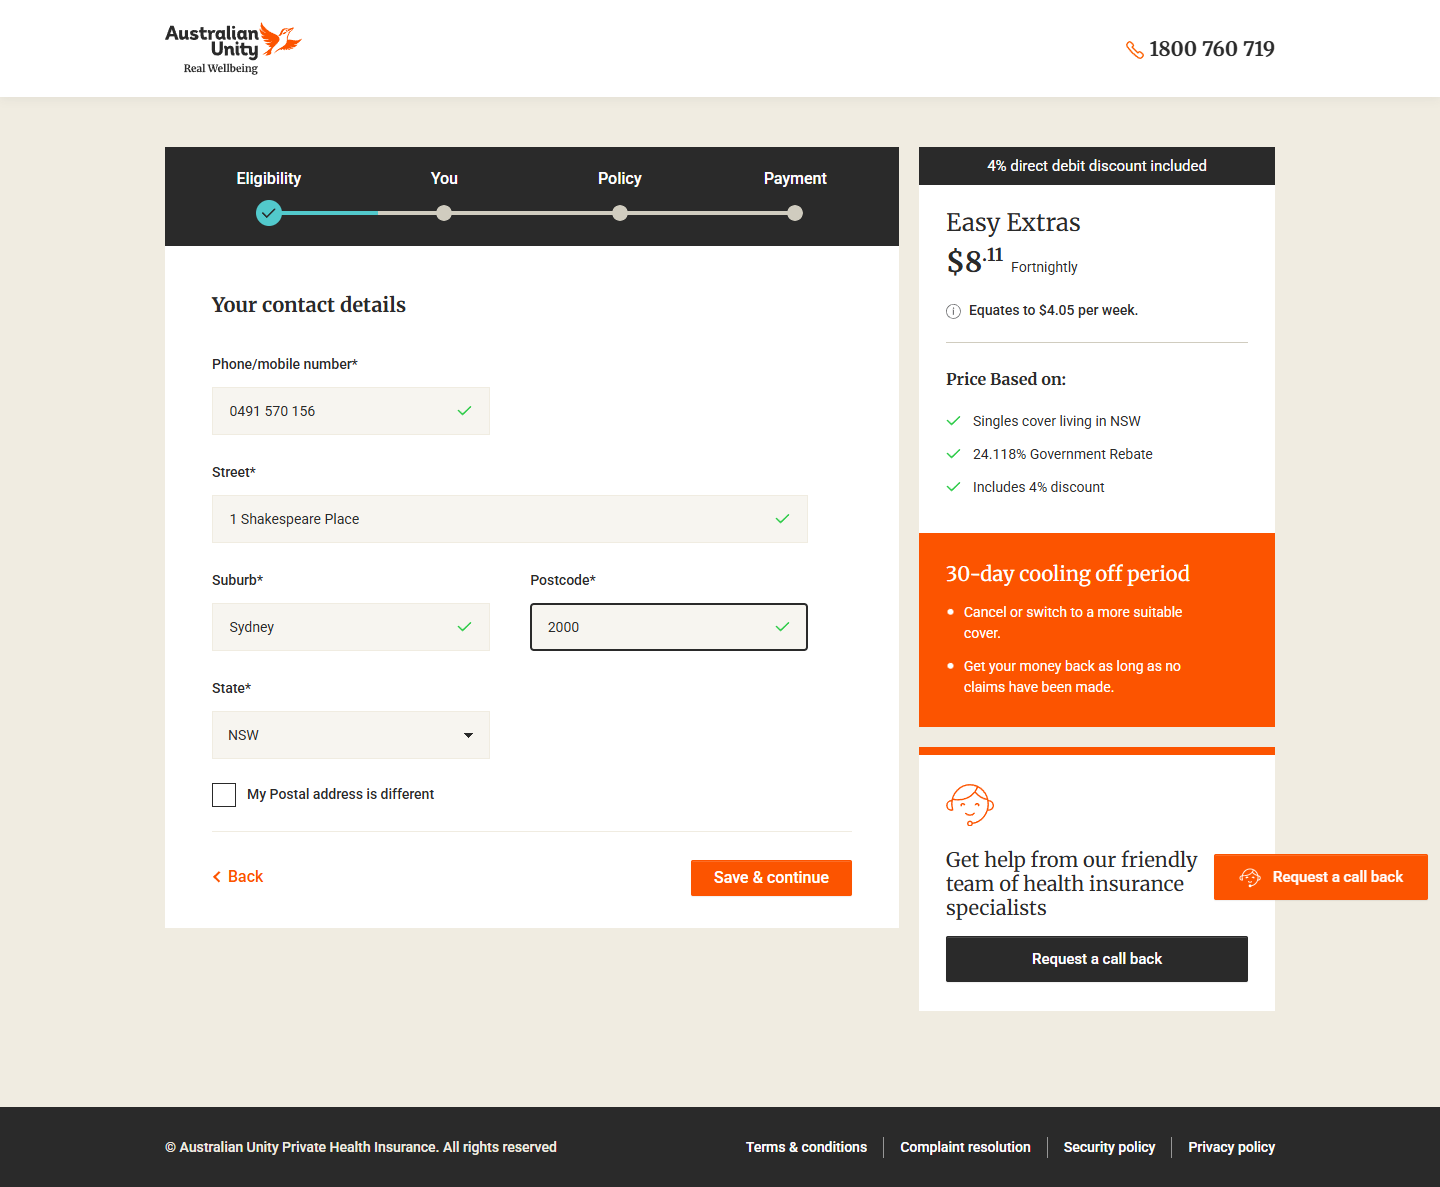 Australian
Unity
Real Wellbeing
1800 760 719
Eligibility
You
Policy
Payment
Your contact details
Phone/mobile number*
0491 570 156
Street*
1 Shakespeare Place
Suburb*
Postcode*
Sydney
2000
State*
NSW
My Postal address is different
Back
Save & continue
4% direct debit discount included
Easy Extras
$8.11 Fortnightly
Equates to $4.05 per week.
Price Based on:
Singles cover living in NSW
24.118% Government Rebate
Includes 4% discount
30-day cooling off period
Cancel or switch to a more suitable
cover.
Get your money back as long as no
claims have been made.
Get help from our friendly
team of health insurance
specialists
Request a call back
Request a call back
© Australian Unity Private Health Insurance. All rights reserved
Terms & conditions
Complaint resolution
Security policy
Privacy policy